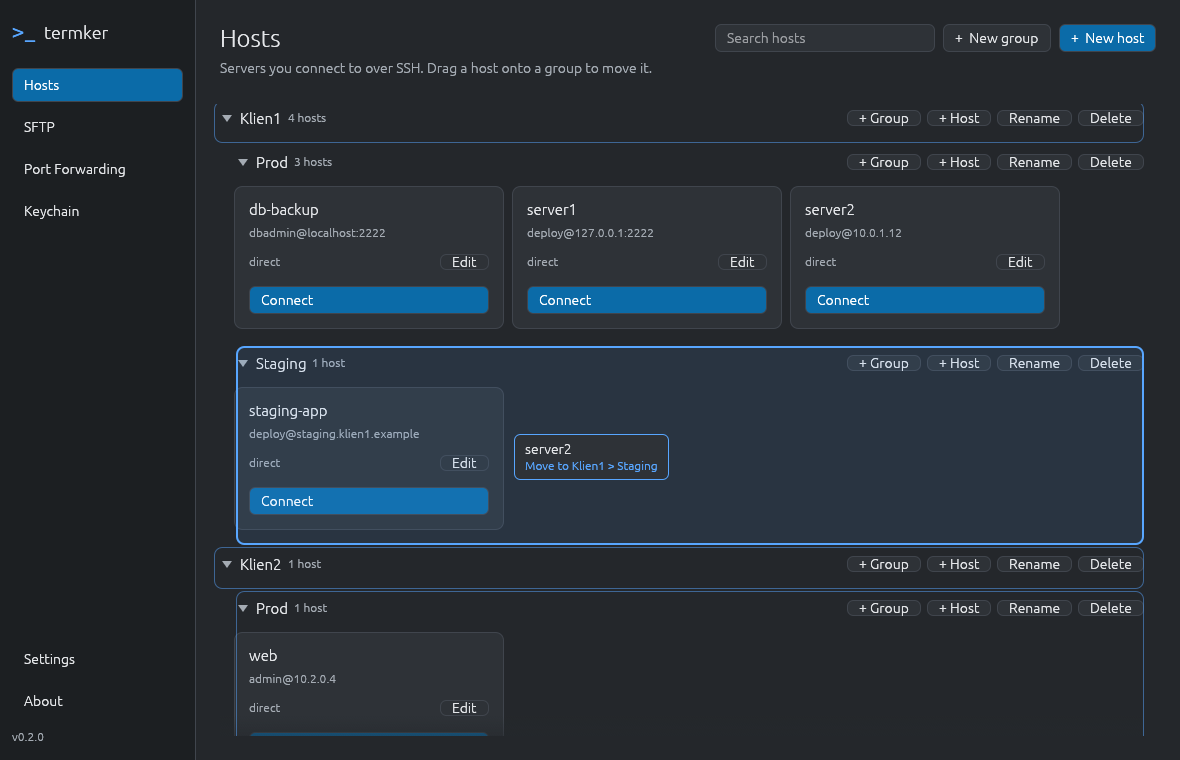 >_ termker
Hosts
SFTP
Port Forwarding
Keychain
Settings
About
v0.2.0
Hosts
Search hosts
+ New group
+ New host
Servers you connect to over SSH. Drag a host onto a group to move it.
Klien1 4 hosts
+ Group + Host Rename Delete
Prod 3 hosts
+ Group + Host Rename Delete
db-backup
dbadmin@localhost:2222
direct Edit
Connect
server1
deploy@127.0.0.1:2222
direct Edit
Connect
server2
deploy@10.0.1.12
direct Edit
Connect
Staging 1 host
+ Group + Host Rename Delete
staging-app
deploy@staging.klien1.example
direct Edit
Connect
server2
Move to Klien1 > Staging
Klien2 1 host
+ Group + Host Rename Delete
Prod 1 host
+ Group + Host Rename Delete
web
admin@10.2.0.4
direct Edit